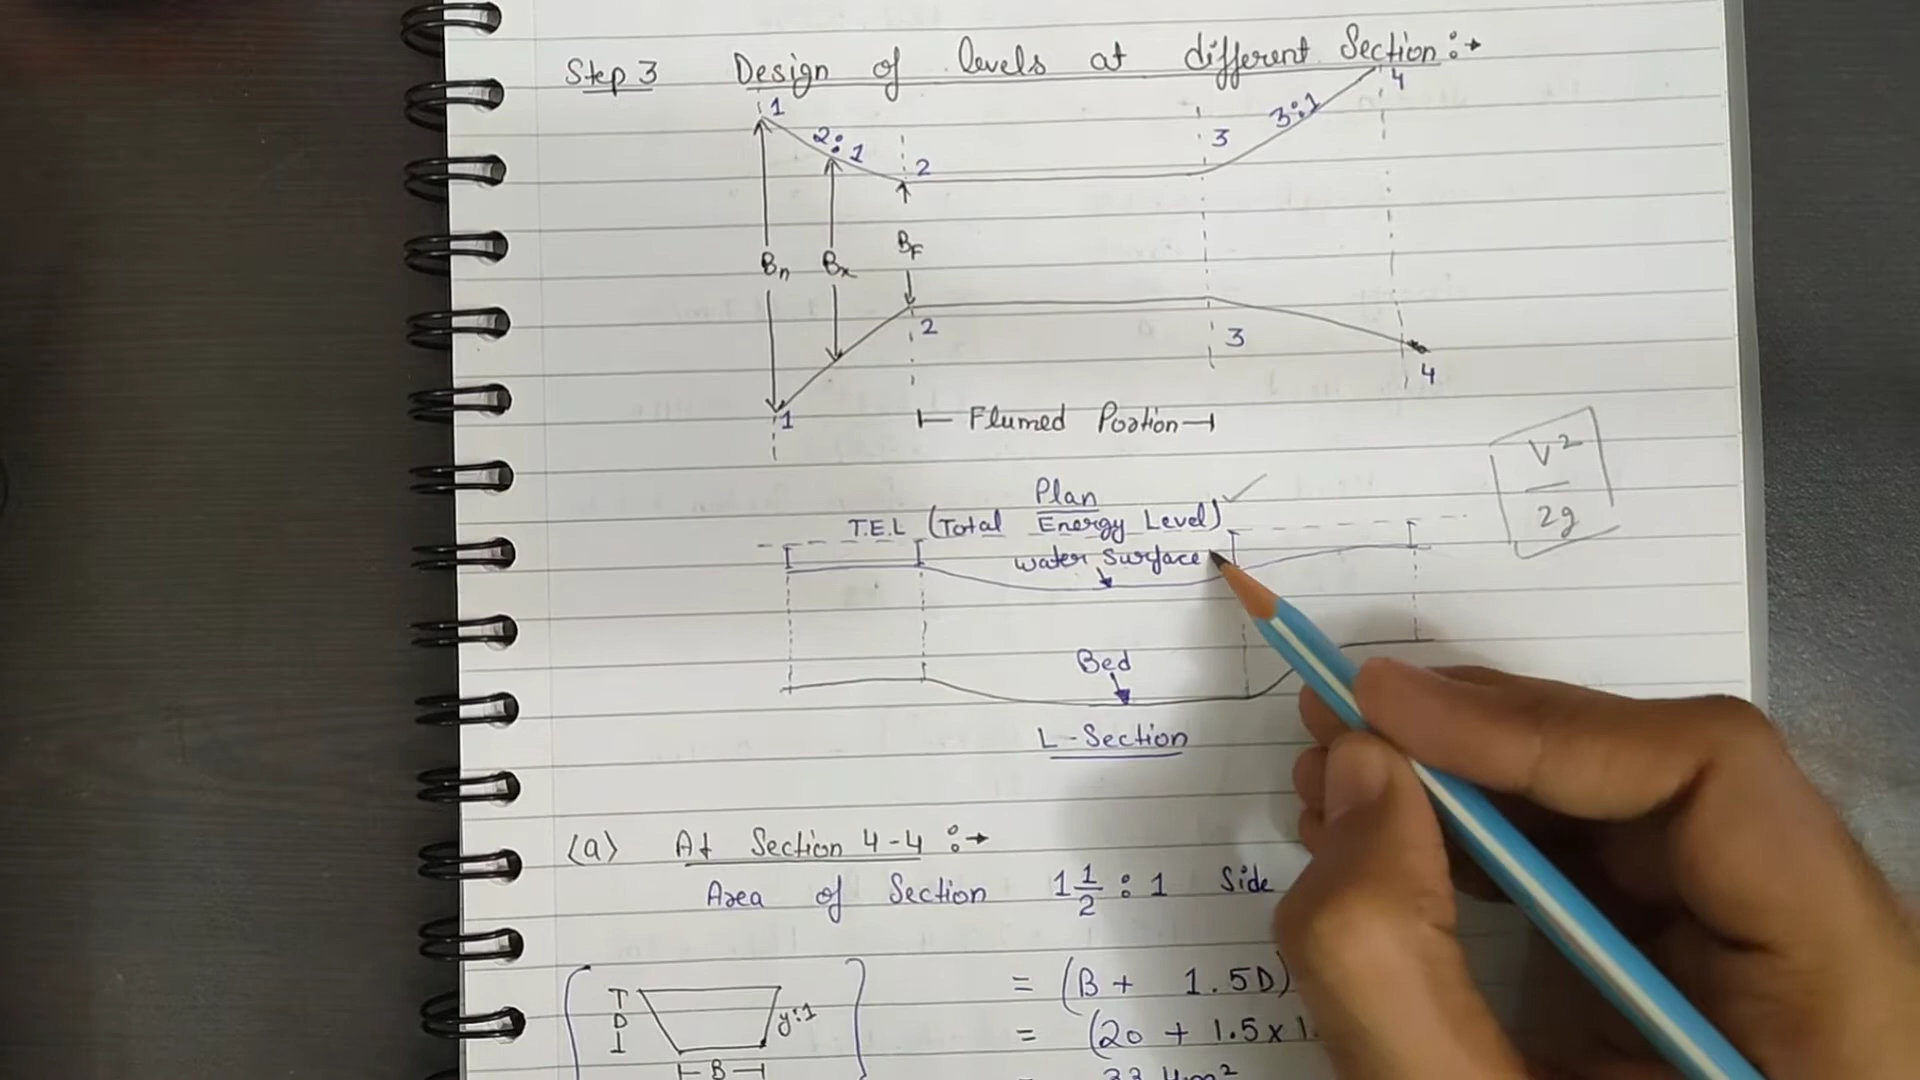 Step 3 Design of levels at different Section :→
1
2:1
2
3
3:1
4
Bn Bx BF
2
3
4
1
Flumed Portion
Plan
T.E.L (Total Energy Level)
water Surface
V²/2g
Bed
L-Section
(a) At Section 4-4 :→
Area of Section 1 1/2 : 1 Side
= (B + 1.5D)
T
D
y:1
= (20 + 1.5x1.
B